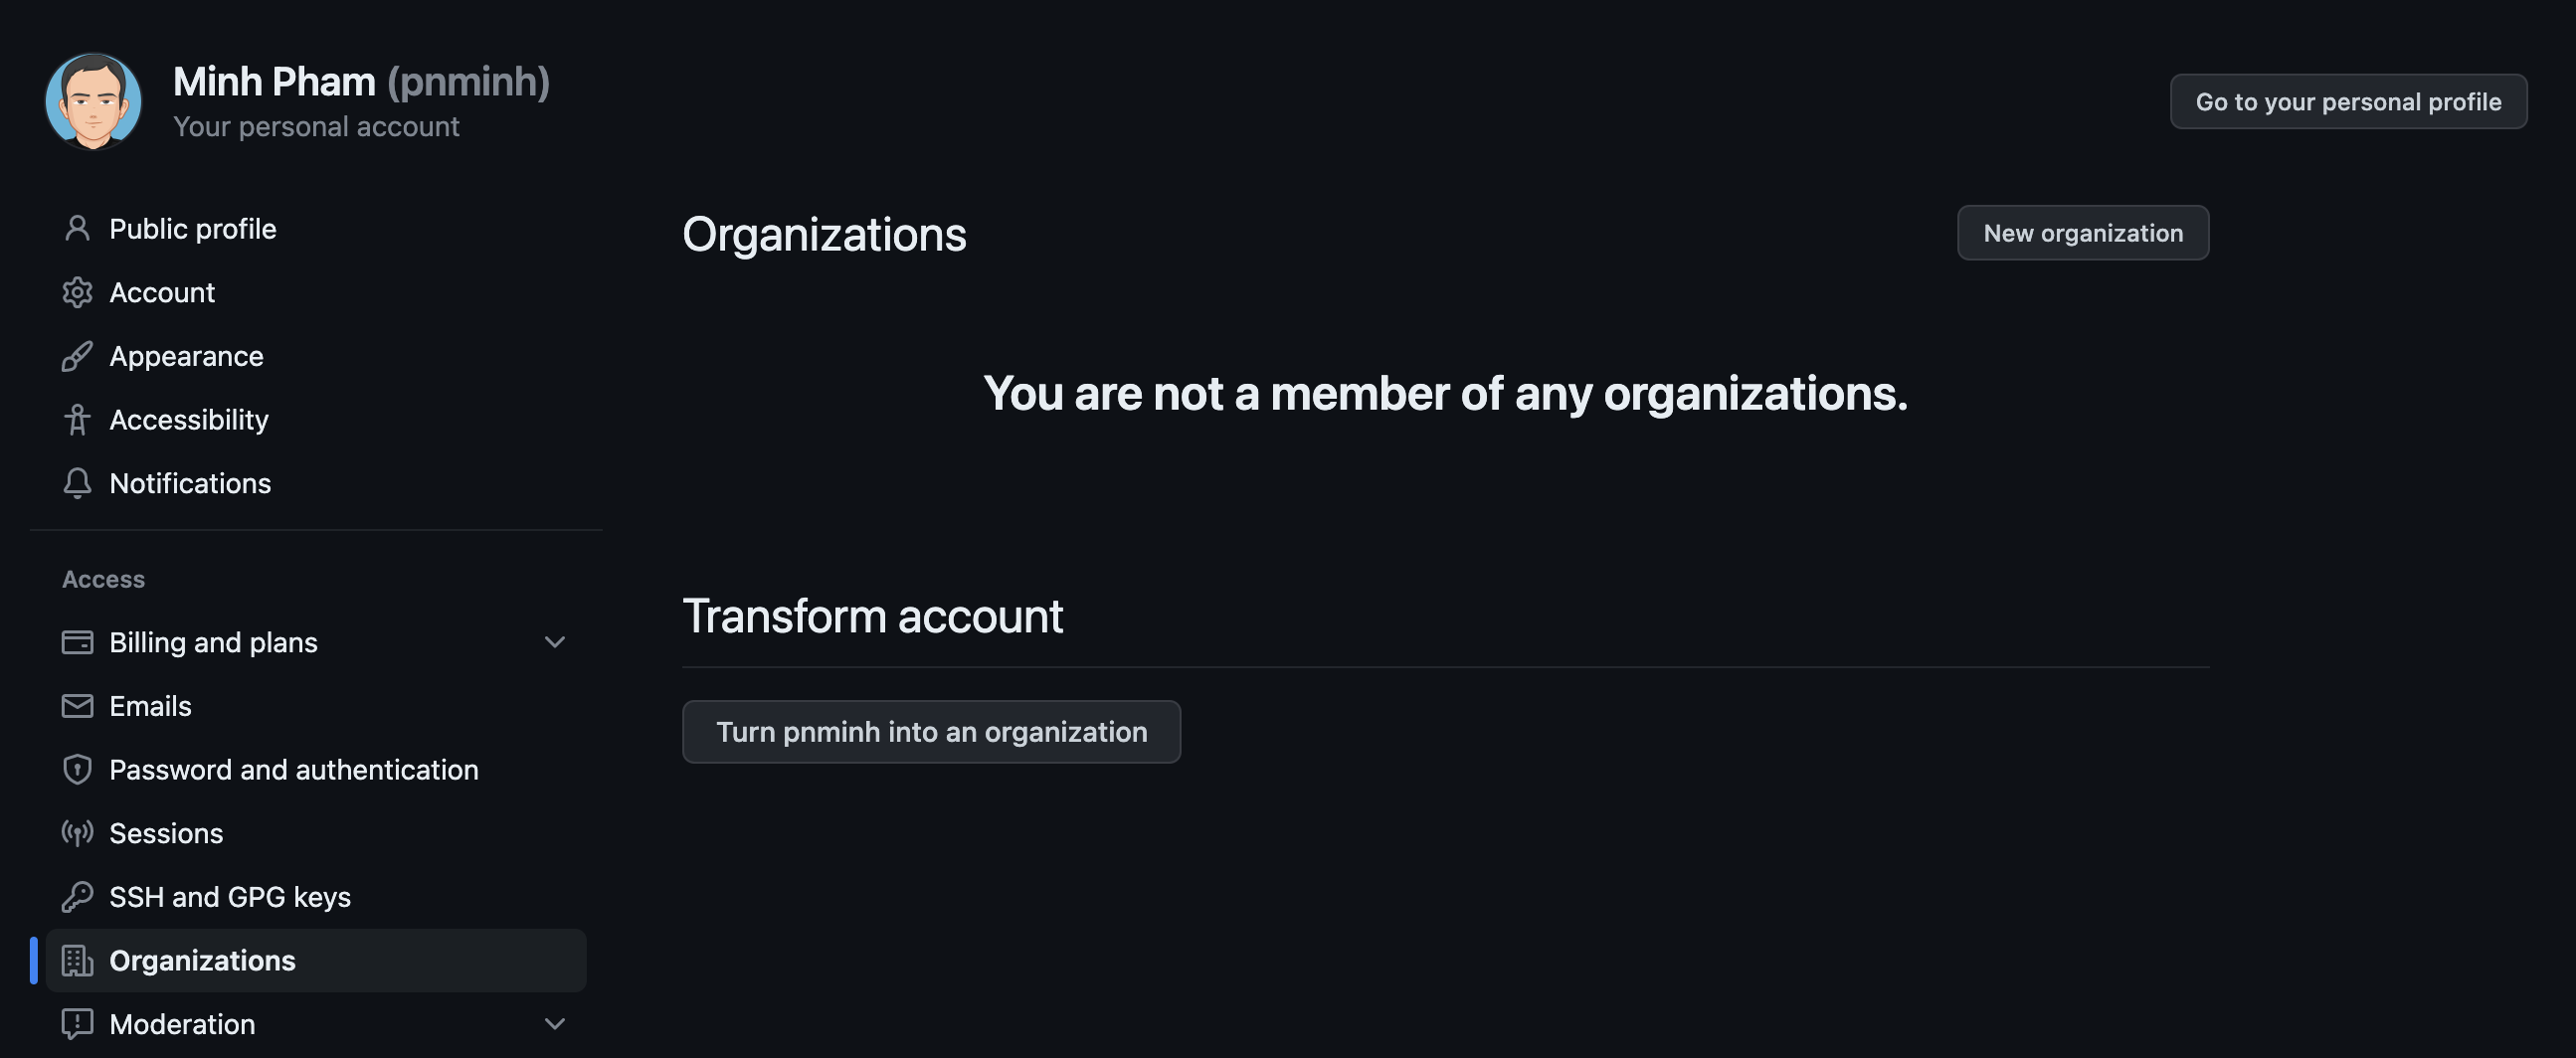 Minh Pham (pnminh)
Your personal account
Go to your personal profile
Public profile
Account
Appearance
Accessibility
Notifications
Access
Billing and plans
Emails
Password and authentication
Sessions
SSH and GPG keys
Organizations
Moderation
Organizations
New organization
You are not a member of any organizations.
Transform account
Turn pnminh into an organization